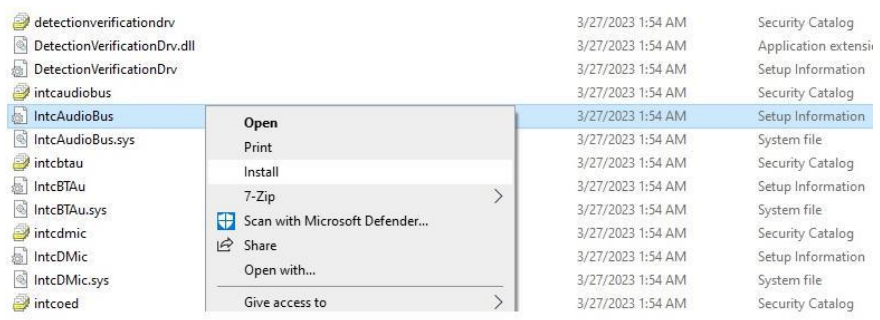 detectionverificationdrv 3/27/2023 1:54 AM Security Catalog
DetectionVerificationDrv.dll 3/27/2023 1:54 AM Application extensi
DetectionVerificationDrv 3/27/2023 1:54 AM Setup Information
intcaudiobus 3/27/2023 1:54 AM Security Catalog
IntcAudioBus 3/27/2023 1:54 AM Setup Information
Open
IntcAudioBus.sys 3/27/2023 1:54 AM System file
Print
intcbtau 3/27/2023 1:54 AM Security Catalog
Install
IntcBTAu 3/27/2023 1:54 AM Setup Information
7-Zip
IntcBTAu.sys 3/27/2023 1:54 AM System file
Scan with Microsoft Defender...
intcdmic 3/27/2023 1:54 AM Security Catalog
Share
IntcDMic 3/27/2023 1:54 AM Setup Information
Open with...
IntcDMic.sys 3/27/2023 1:54 AM System file
Give access to
intcoed 3/27/2023 1:54 AM Security Catalog